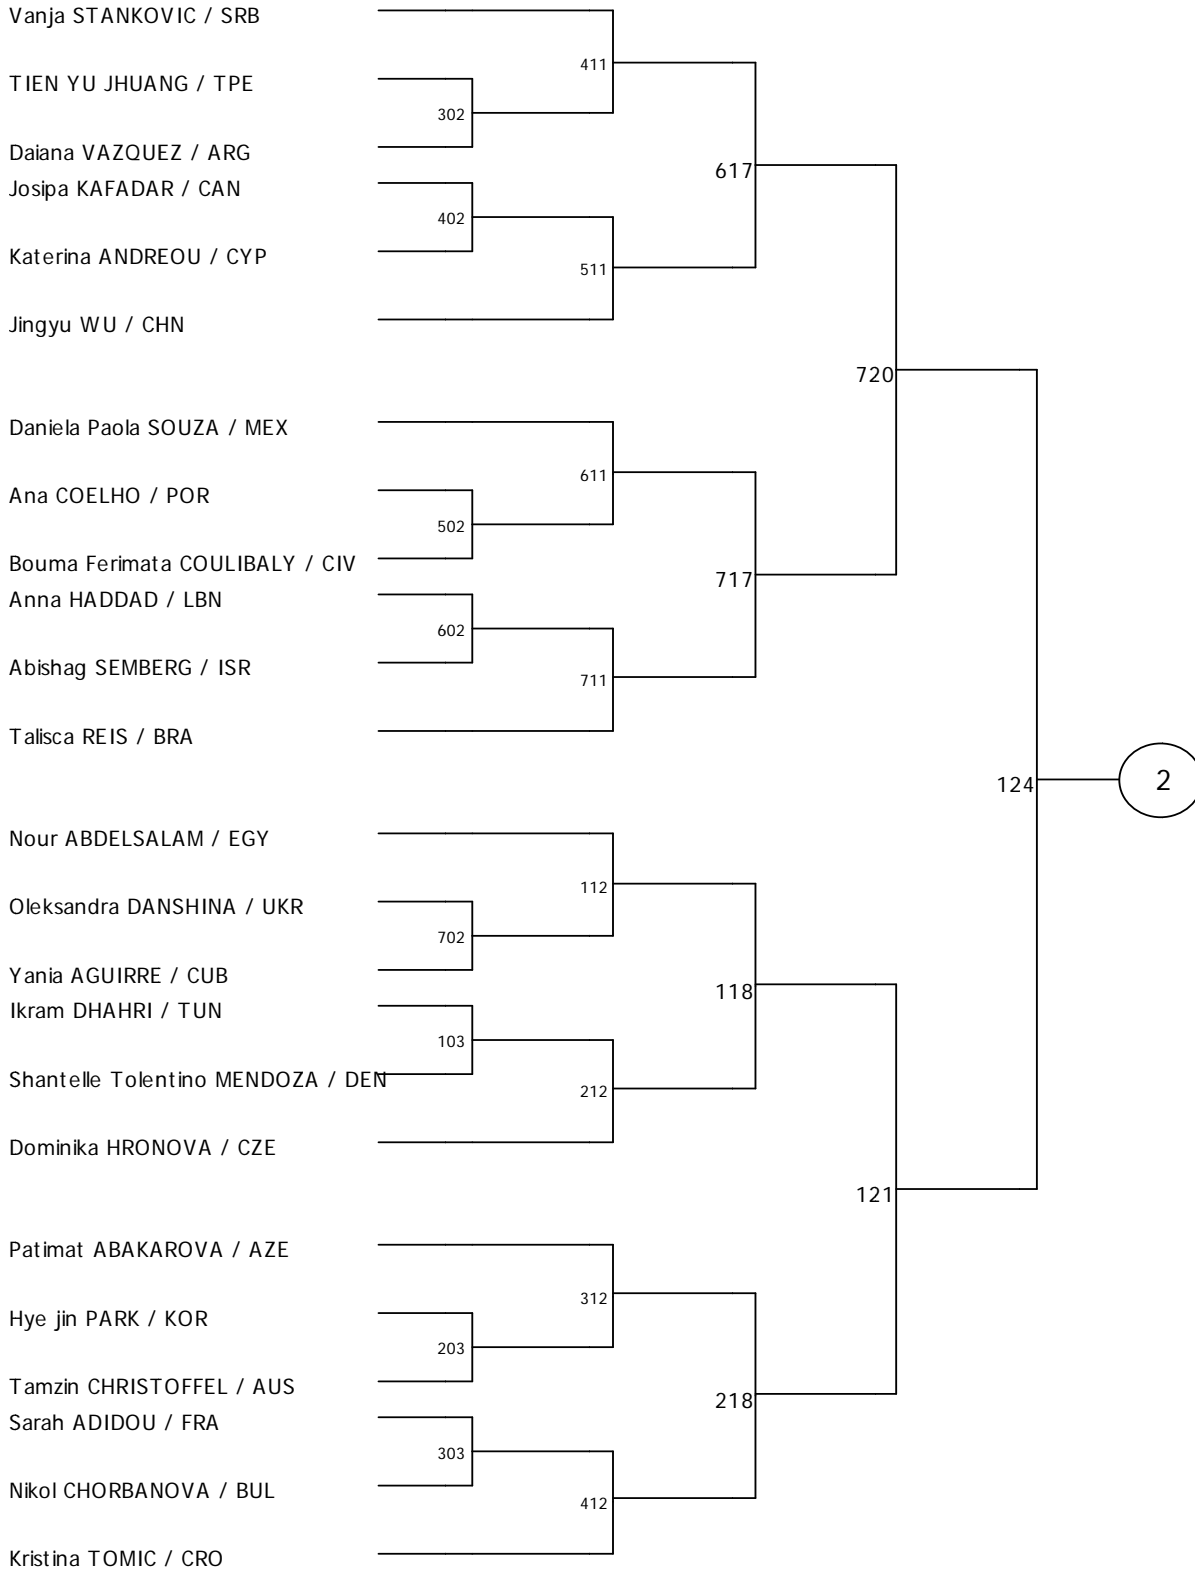 Vanja STANKOVIC / SRB
411
TIEN YU JHUANG / TPE
302
Daiana VAZQUEZ / ARG
617
Josipa KAFADAR / CAN
402
Katerina ANDREOU / CYP
511
Jingyu WU / CHN
720
Daniela Paola SOUZA / MEX
611
Ana COELHO / POR
502
Bouma Ferimata COULIBALY / CIV
717
Anna HADDAD / LBN
602
Abishag SEMBERG / ISR
711
Talisca REIS / BRA
124
2
Nour ABDELSALAM / EGY
112
Oleksandra DANSHINA / UKR
702
Yania AGUIRRE / CUB
118
Ikram DHAHRI / TUN
103
Shantelle Tolentino MENDOZA / DEN
212
Dominika HRONOVA / CZE
121
Patimat ABAKAROVA / AZE
312
Hye jin PARK / KOR
203
Tamzin CHRISTOFFEL / AUS
218
Sarah ADIDOU / FRA
303
Nikol CHORBANOVA / BUL
412
Kristina TOMIC / CRO